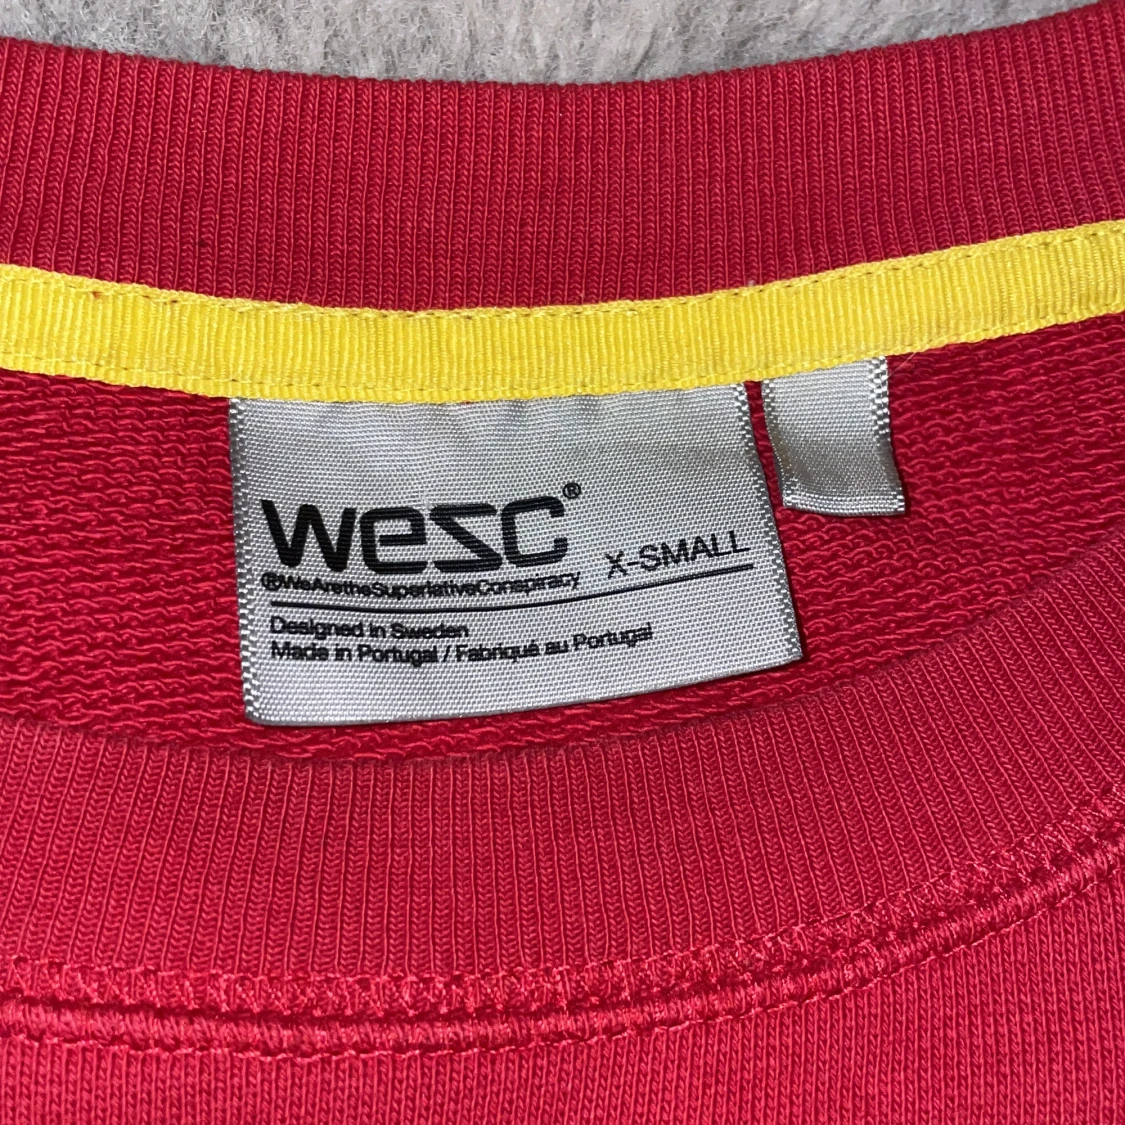 wesc®
X-SMALL
®WeAretheSuperlativeConspiracy
Designed in Sweden
Made in Portugal / Fabriqué au Portugal